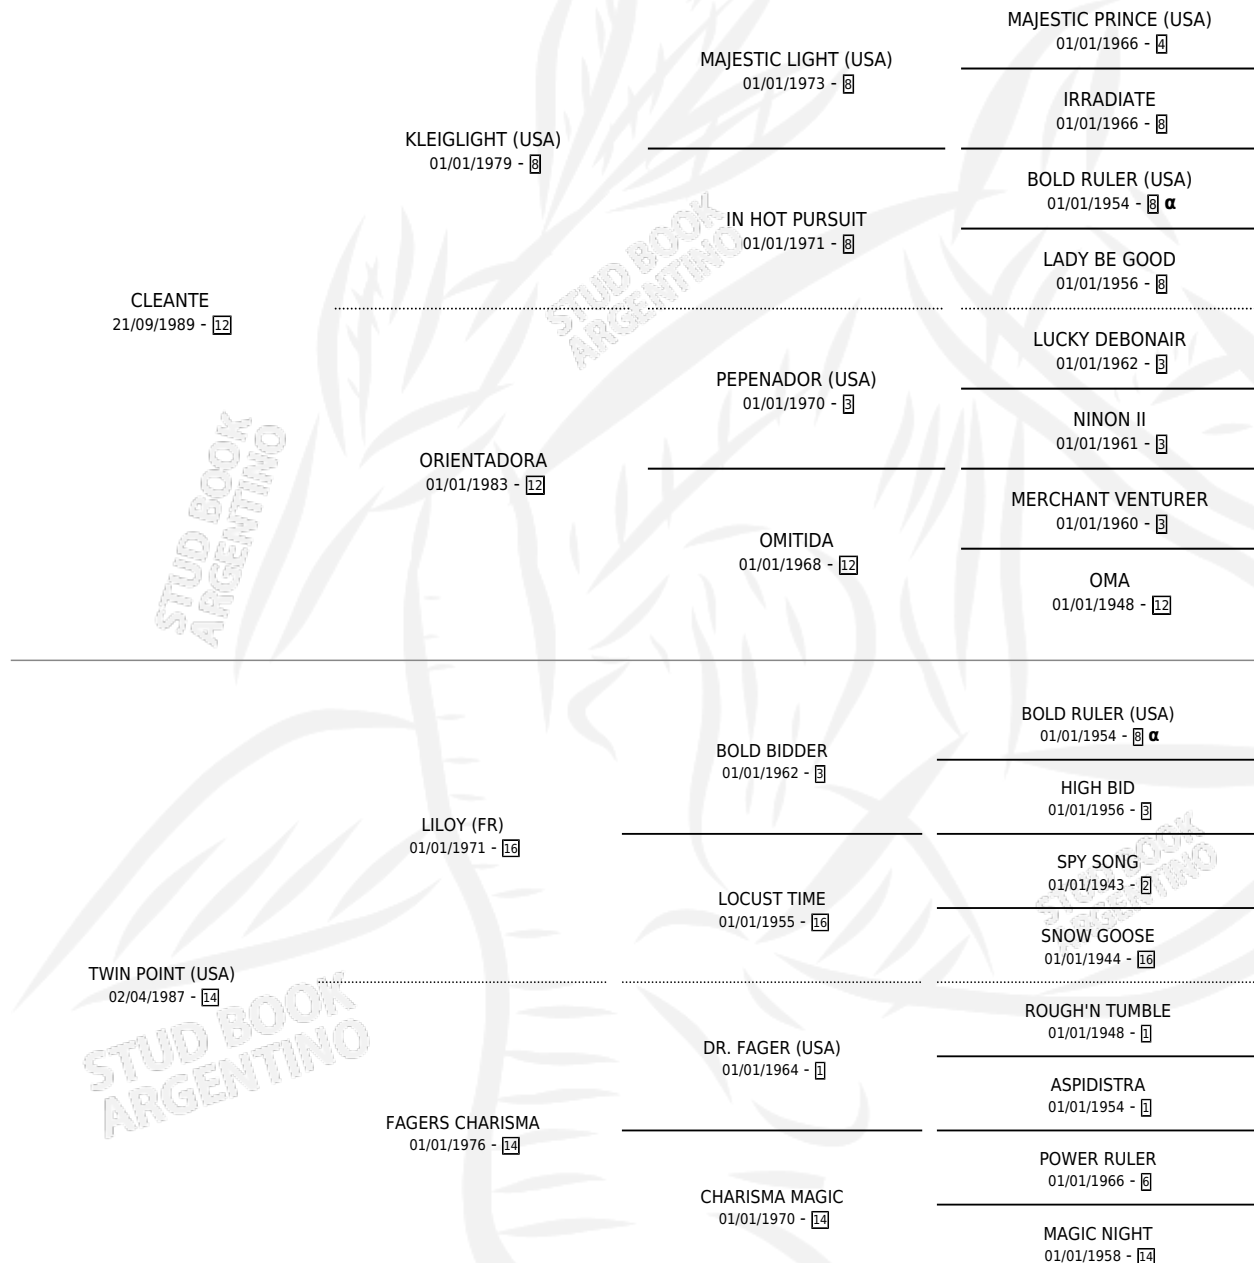 MAJESTIC PRINCE (USA)
01/01/1966 - 4
MAJESTIC LIGHT (USA)
01/01/1973 - 8
IRRADIATE
01/01/1966 - 8
KLEIGLIGHT (USA)
01/01/1979 - 8
BOLD RULER (USA)
01/01/1954 - 8 α
IN HOT PURSUIT
01/01/1971 - 8
LADY BE GOOD
01/01/1956 - 8
CLEANTE
21/09/1989 - 12
STUD BOOK
ARGENTINO
LUCKY DEBONAIR
01/01/1962 - 3
PEPENADOR (USA)
01/01/1970 - 3
NINON II
01/01/1961 - 3
ORIENTADORA
01/01/1983 - 12
MERCHANT VENTURER
01/01/1960 - 3
OMITIDA
01/01/1968 - 12
OMA
01/01/1948 - 12
STUD BOOK
ARGENTINO
BOLD RULER (USA)
01/01/1954 - 8 α
BOLD BIDDER
01/01/1962 - 3
HIGH BID
01/01/1956 - 3
LILOY (FR)
01/01/1971 - 16
SPY SONG
01/01/1943 - 2
LOCUST TIME
01/01/1955 - 16
SNOW GOOSE
01/01/1944 - 16
STUD BOOK
ARGENTINO
TWIN POINT (USA)
02/04/1987 - 14
STUD BOOK
ARGENTINO
ROUGH'N TUMBLE
01/01/1948 - 1
DR. FAGER (USA)
01/01/1964 - 1
ASPIDISTRA
01/01/1954 - 1
FAGERS CHARISMA
01/01/1976 - 14
POWER RULER
01/01/1966 - 6
CHARISMA MAGIC
01/01/1970 - 14
MAGIC NIGHT
01/01/1958 - 14